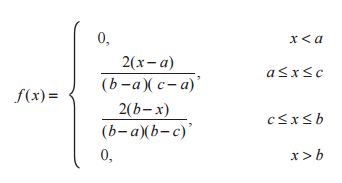 0, x < a
f(x) = { 2(x – a) / (b – a)( c – a), a ≤ x ≤ c
2(b – x) / (b – a)(b – c), c ≤ x ≤ b
0, x > b